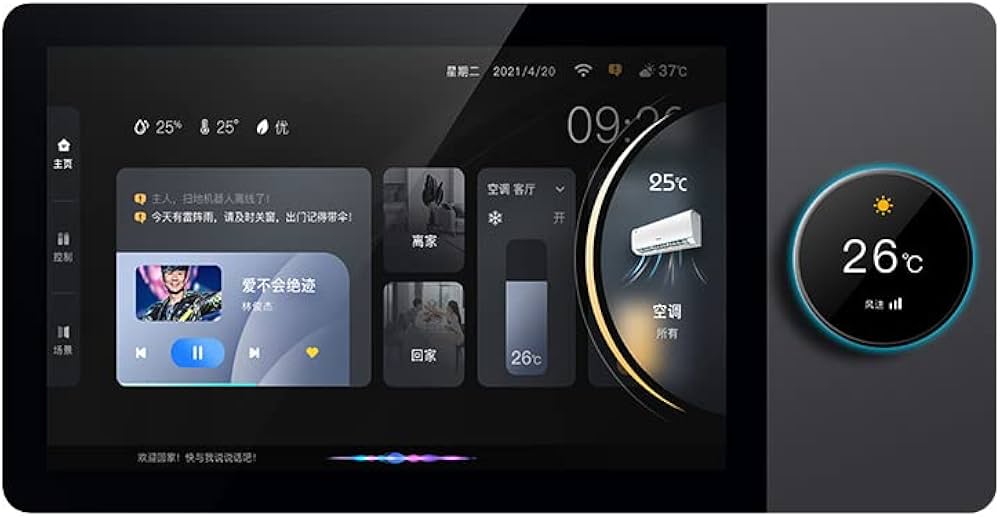 星期二 2021/4/20 37℃
25% 25° 优
09:26
主页
控制
场景
主人，扫地机器人离线了！
今天有雷阵雨，请及时关窗，出门记得带伞！
爱不会绝迹
林俊杰
离家
回家
空调 客厅
开
26℃
25℃
空调
所有
26℃
风速
欢迎回家！快与我说说话吧！